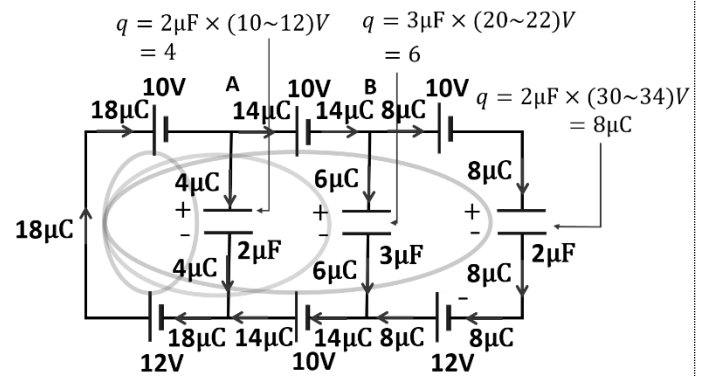 q = 2μF × (10~12)V
= 4
q = 3μF × (20~22)V
= 6
10V
A
10V
B
10V
q = 2μF × (30~34)V
= 8μC
18μC
14μC
14μC
8μC
4μC
6μC
8μC
+
-
+
-
+
-
18μC
2μF
3μF
2μF
4μC
6μC
8μC
-
18μC
14μC
14μC
8μC
8μC
12V
10V
12V